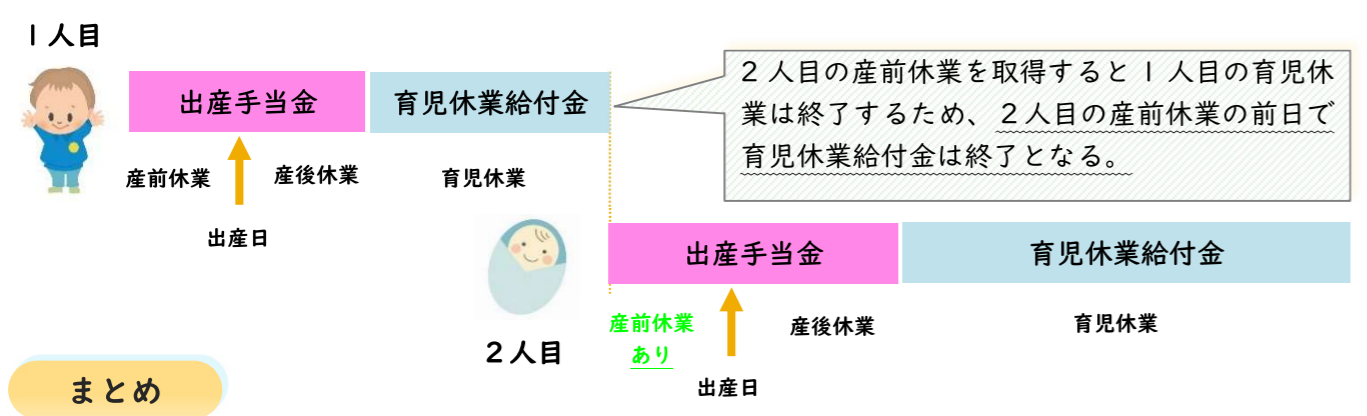 1人目
出産手当金
育児休業給付金
2人目の産前休業を取得すると1人目の育児休
業は終了するため、2人目の産前休業の前日で
育児休業給付金は終了となる。
産前休業
産後休業
育児休業
出産日
出産手当金
育児休業給付金
産前休業
あり
産後休業
育児休業
2人目
出産日
まとめ